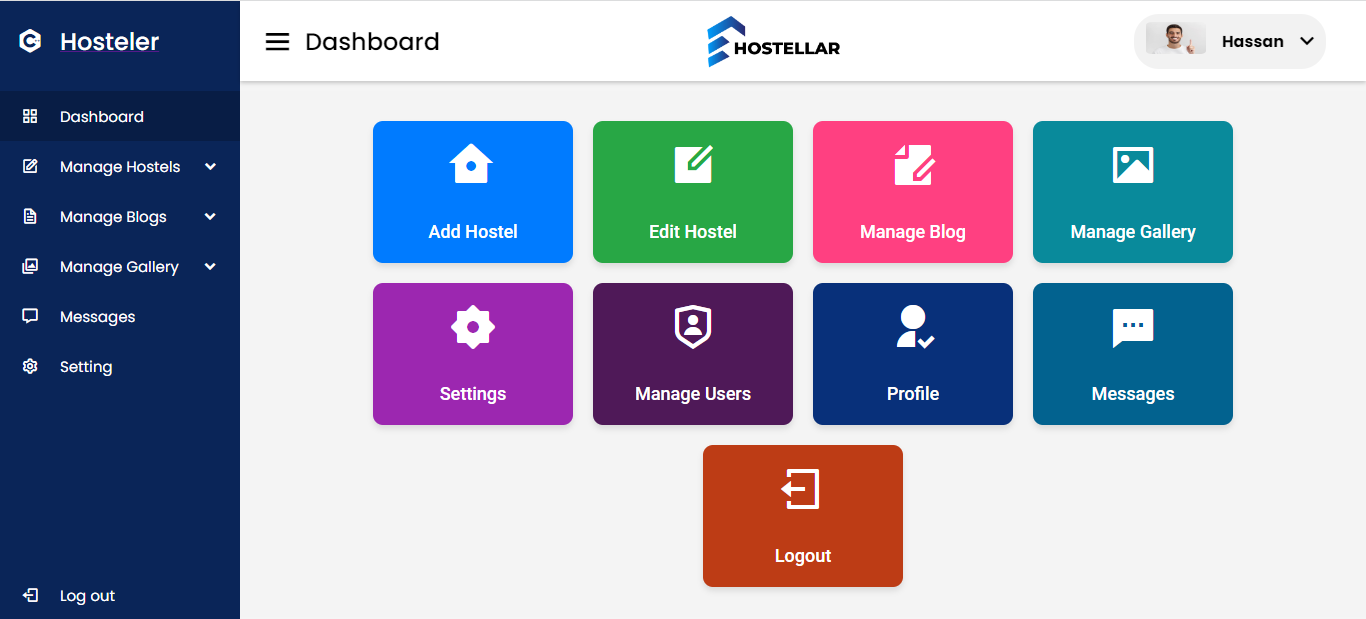 Hosteler
Dashboard
HOSTELLAR
Hassan
Dashboard
Manage Hostels
Manage Blogs
Manage Gallery
Messages
Setting
Log out
Add Hostel
Edit Hostel
Manage Blog
Manage Gallery
Settings
Manage Users
Profile
Messages
Logout